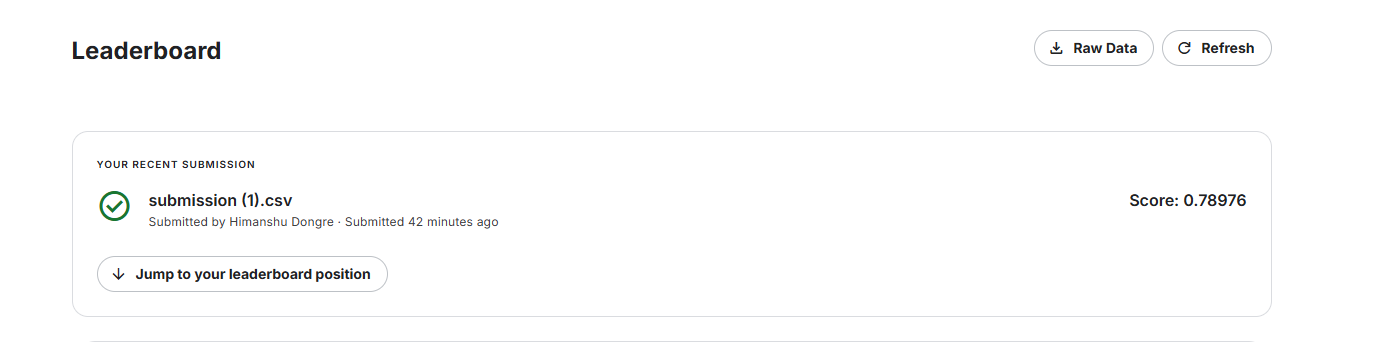 Leaderboard
Raw Data
Refresh
YOUR RECENT SUBMISSION
submission (1).csv
Score: 0.78976
Submitted by Himanshu Dongre · Submitted 42 minutes ago
Jump to your leaderboard position